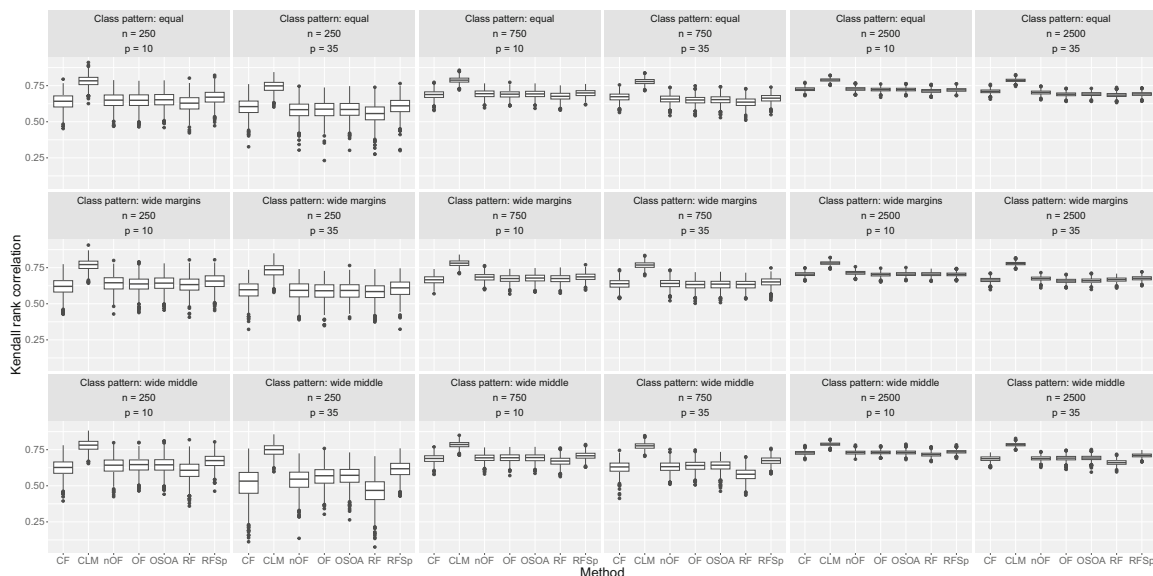 Class pattern: equal
n = 250
p = 10
Class pattern: equal
n = 250
p = 35
Class pattern: equal
n = 750
p = 10
Class pattern: equal
n = 750
p = 35
Class pattern: equal
n = 2500
p = 10
Class pattern: equal
n = 2500
p = 35
0.75
0.50
0.25
Class pattern: wide margins
n = 250
p = 10
Class pattern: wide margins
n = 250
p = 35
Class pattern: wide margins
n = 750
p = 10
Class pattern: wide margins
n = 750
p = 35
Class pattern: wide margins
n = 2500
p = 10
Class pattern: wide margins
n = 2500
p = 35
Kendall rank correlation
0.75
0.50
0.25
Class pattern: wide middle
n = 250
p = 10
Class pattern: wide middle
n = 250
p = 35
Class pattern: wide middle
n = 750
p = 10
Class pattern: wide middle
n = 750
p = 35
Class pattern: wide middle
n = 2500
p = 10
Class pattern: wide middle
n = 2500
p = 35
0.75
0.50
0.25
CF CLM nOF OF OSOA RF RFSp
CF CLM nOF OF OSOA RF RFSp
CF CLM nOF OF OSOA RF RFSp
CF CLM nOF OF OSOA RF RFSp
CF CLM nOF OF OSOA RF RFSp
CF CLM nOF OF OSOA RF RFSp
Method